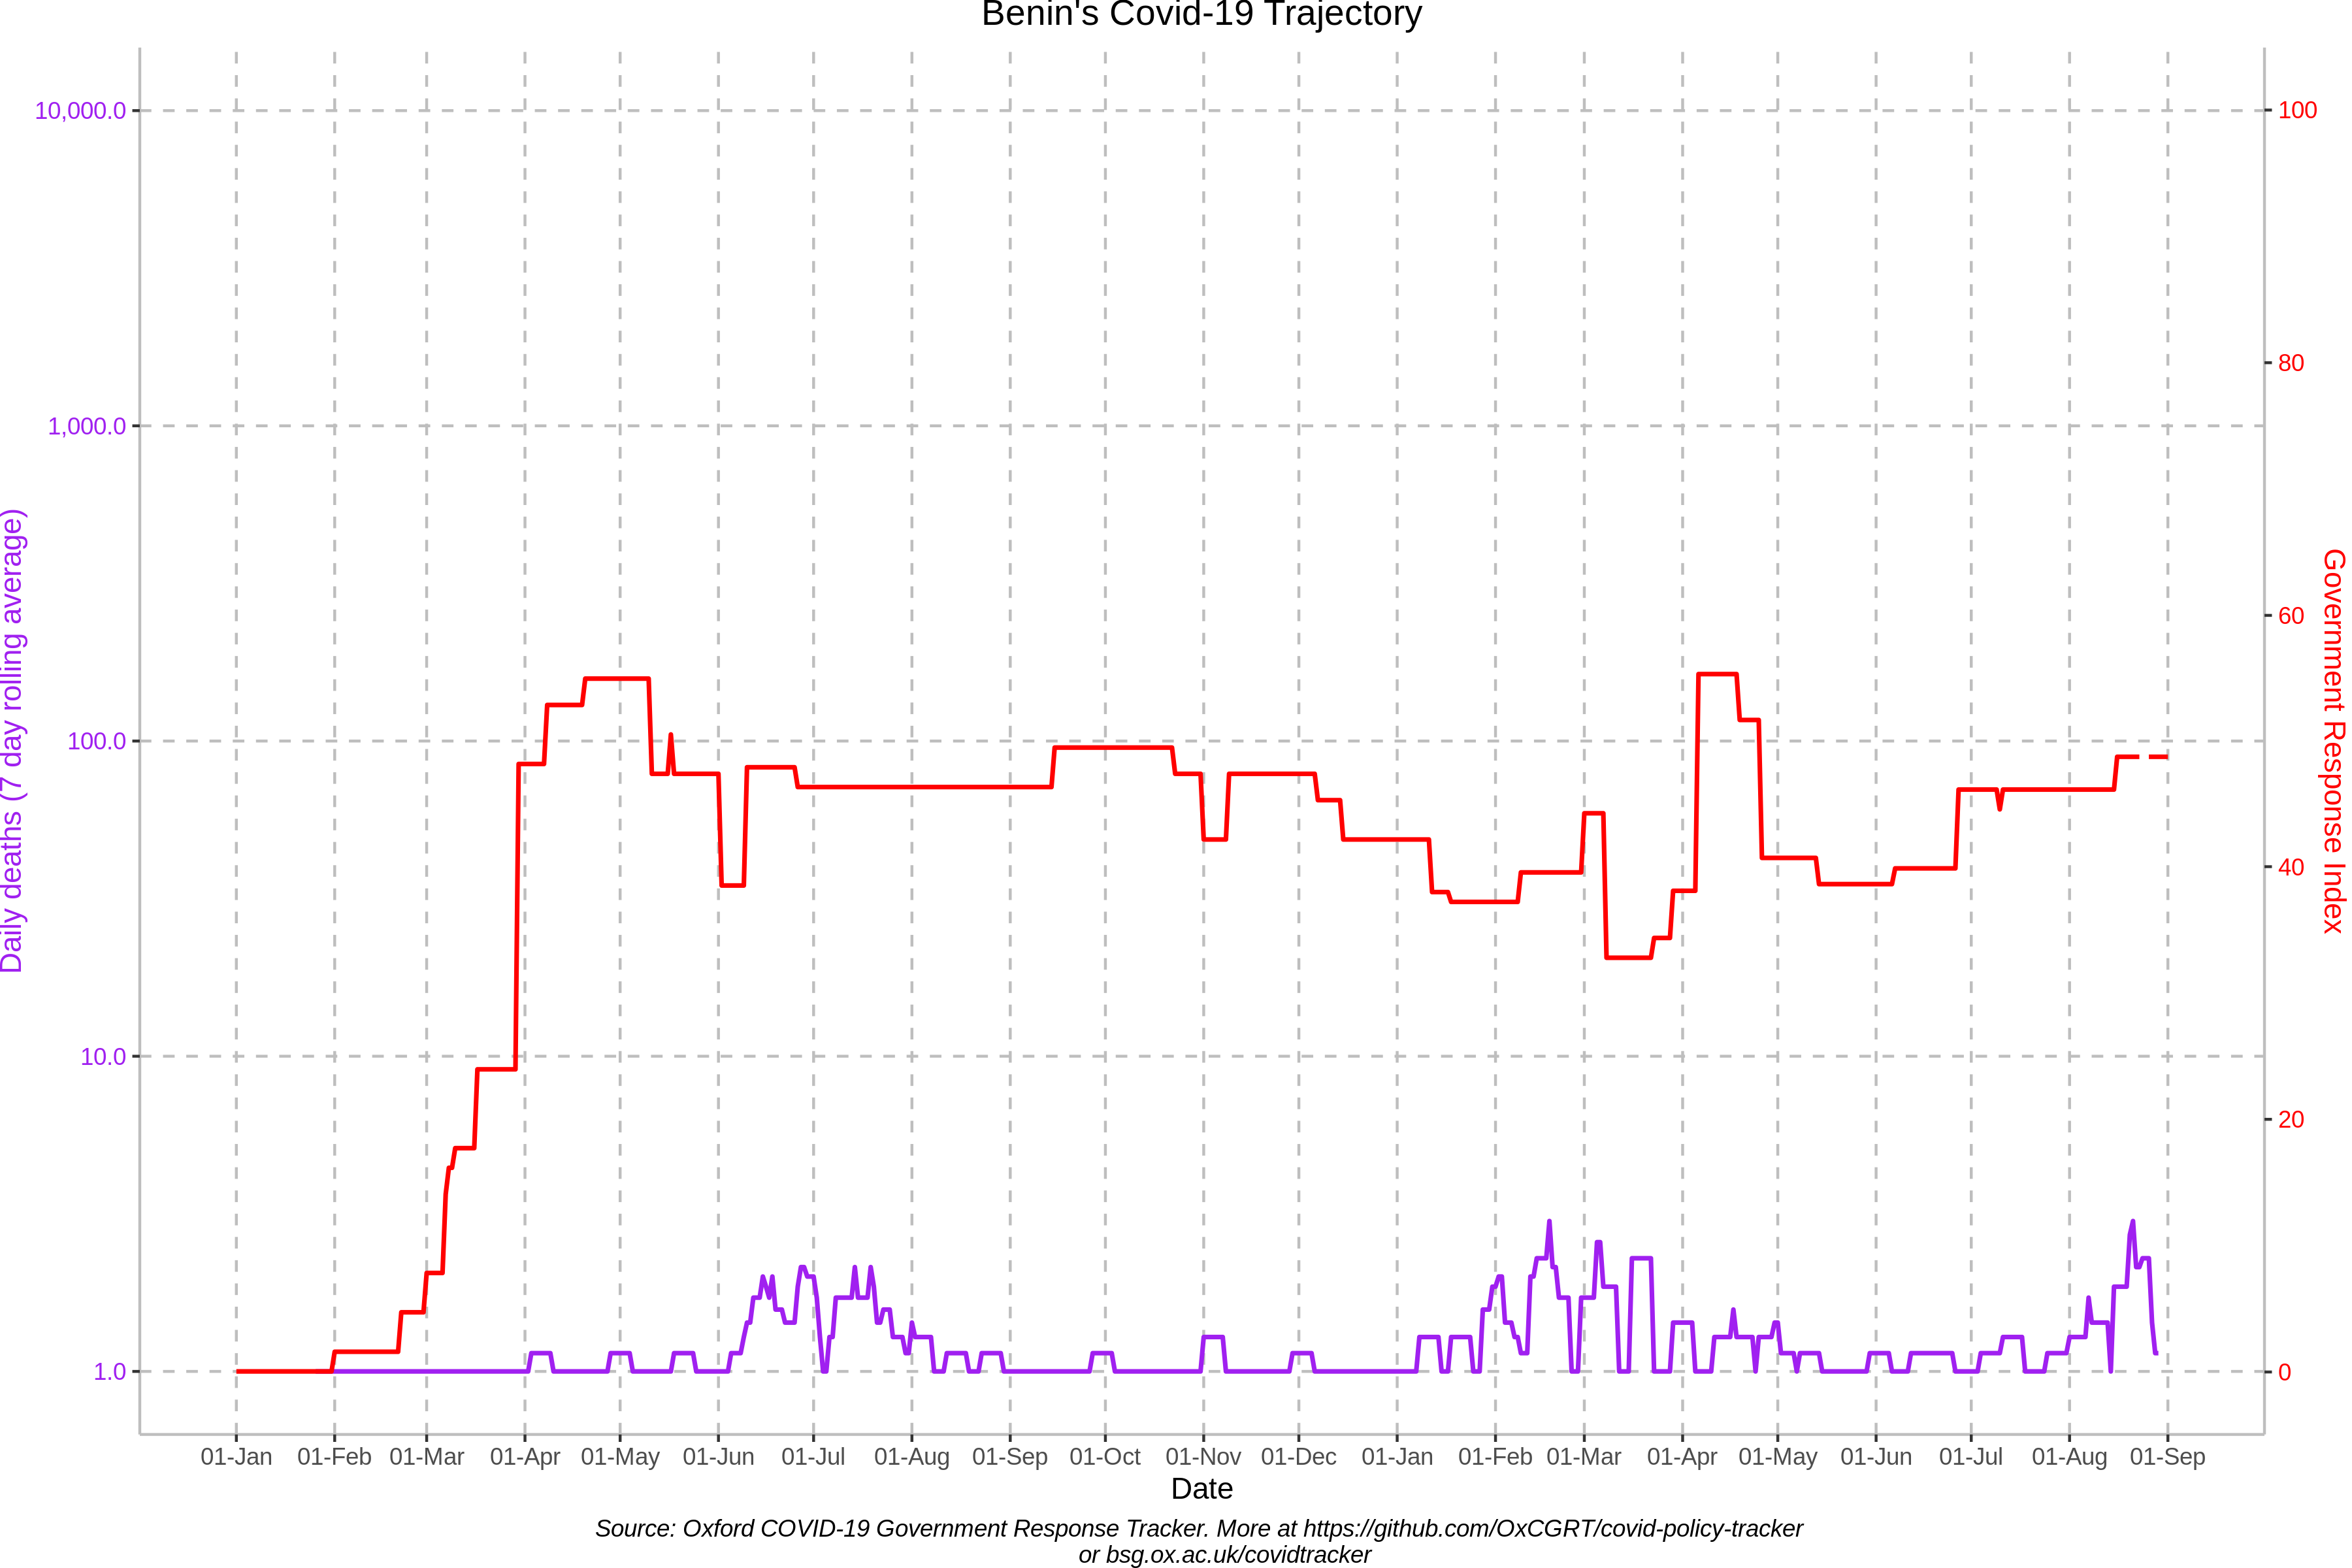 Benin's Covid-19 Trajectory
10,000.0
1,000.0
100.0
10.0
1.0
Daily deaths (7 day rolling average)
100
80
60
40
20
0
Government Response Index
01-Jan 01-Feb 01-Mar 01-Apr 01-May 01-Jun 01-Jul 01-Aug 01-Sep 01-Oct 01-Nov 01-Dec 01-Jan 01-Feb 01-Mar 01-Apr 01-May 01-Jun 01-Jul 01-Aug 01-Sep
Date
Source: Oxford COVID-19 Government Response Tracker. More at https://github.com/OxCGRT/covid-policy-tracker
or bsg.ox.ac.uk/covidtracker